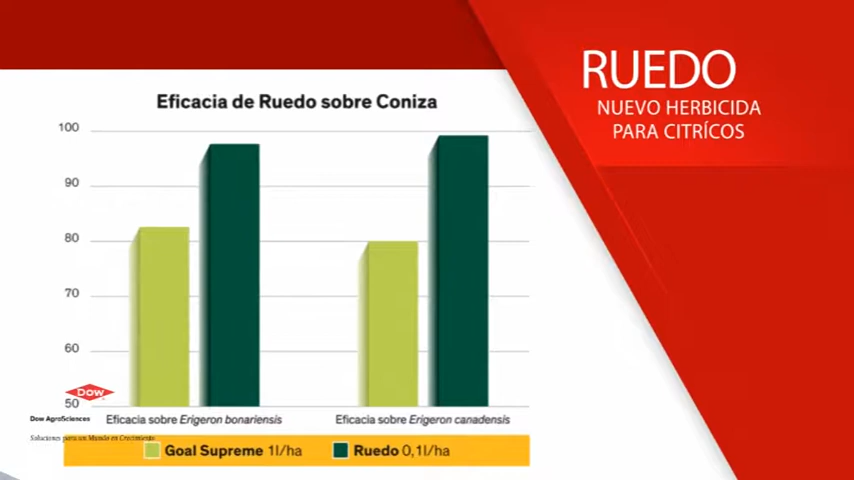 RUEDO
NUEVO HERBICIDA
PARA CITRÍCOS
Eficacia de Ruedo sobre Coniza
100
90
80
70
60
50
Dow
Dow AgroSciences
Soluciones para un Mundo en Crecimiento
Eficacia sobre Erigeron bonariensis
Eficacia sobre Erigeron canadensis
Goal Supreme 1l/ha
Ruedo 0,1l/ha